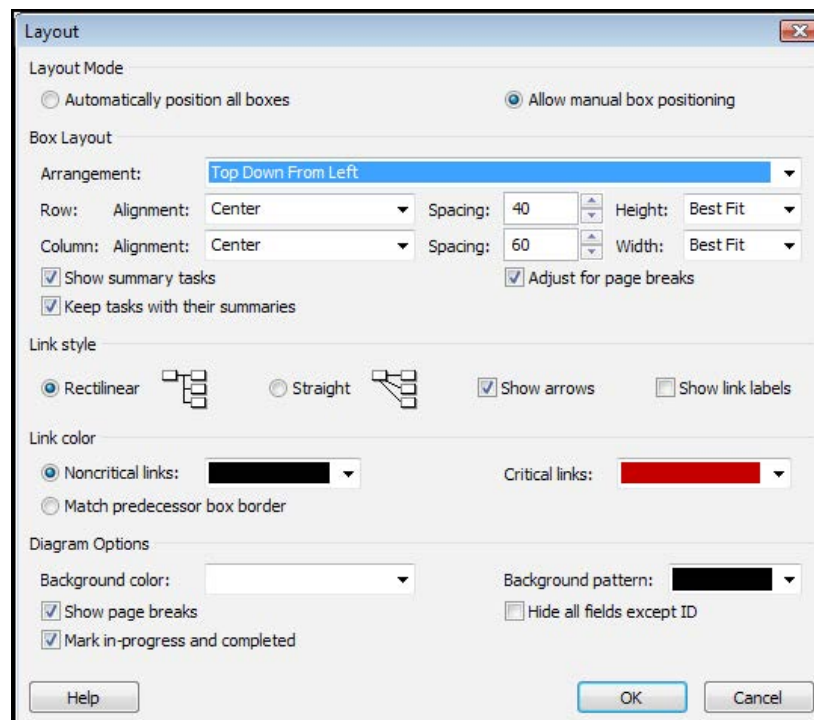 Layout
Layout Mode
Automatically position all boxes Allow manual box positioning
Box Layout
Arrangement: Top Down From Left
Row: Alignment: Center Spacing: 40 Height: Best Fit
Column: Alignment: Center Spacing: 60 Width: Best Fit
Show summary tasks Adjust for page breaks
Keep tasks with their summaries
Link style
Rectilinear Straight Show arrows Show link labels
Link color
Noncritical links: Critical links:
Match predecessor box border
Diagram Options
Background color: Background pattern:
Show page breaks Hide all fields except ID
Mark in-progress and completed
Help OK Cancel